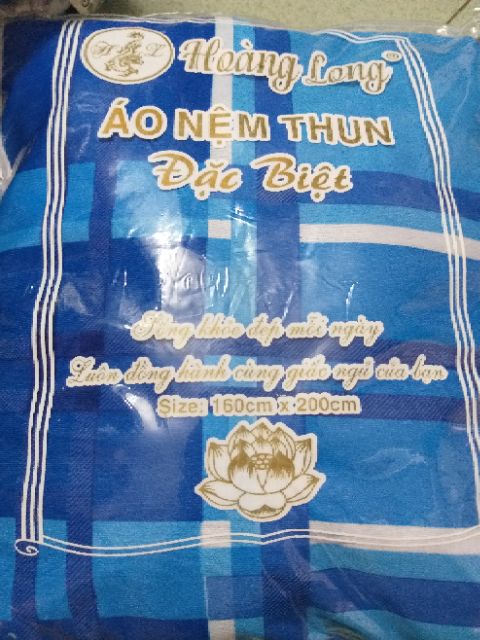 H L Hoàng Long
ÁO NỆM THUN
Đặc Biệt
Sống khỏe đẹp mỗi ngày
Luôn đồng hành cùng giấc ngủ của bạn
Size: 160cm x 200cm